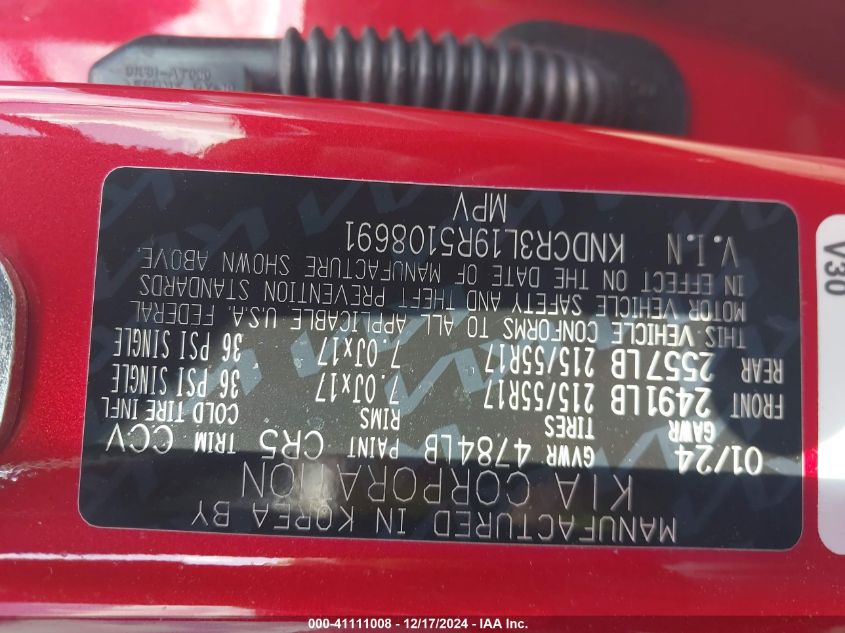 MANUFACTURED IN KOREA BY
KIA CORPORATION
01/24 GVWR 4784LB PAINT CR5 TRIM CCV
GAWR TIRES RIMS COLD TIRE INFL
FRONT 2491LB 215/55R17 7.0Jx17 36 PSI SINGLE
REAR 2557LB 215/55R17 7.0Jx17 36 PSI SINGLE
THIS VEHICLE CONFORMS TO ALL APPLICABLE U.S.A. FEDERAL
MOTOR VEHICLE SAFETY AND THEFT PREVENTION STANDARDS
IN EFFECT ON THE DATE OF MANUFACTURE SHOWN ABOVE.
V.I.N KNDCR3L19R5108691
MPV
V30
000-41111008 - 12/17/2024 - IAA Inc.